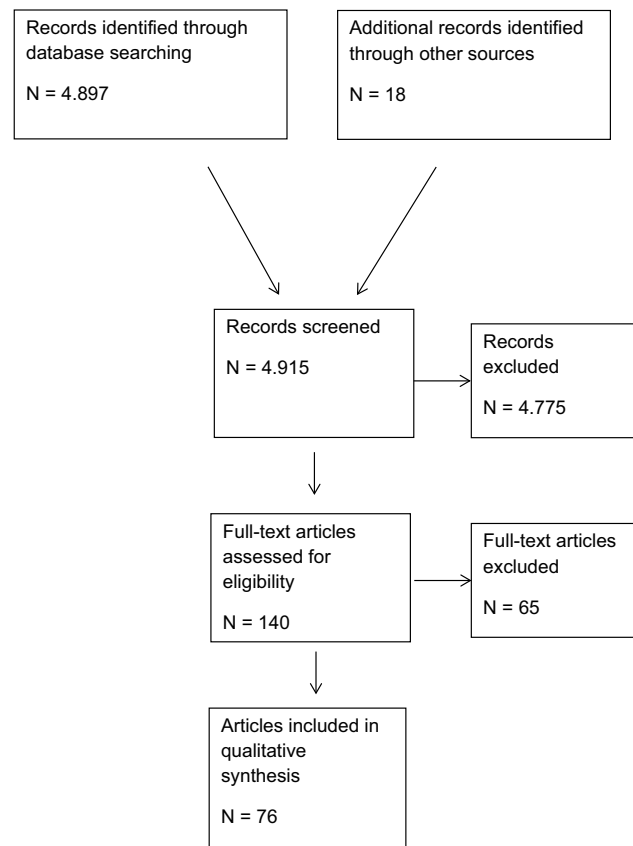 Records identified through
database searching
N = 4.897
Additional records identified
through other sources
N = 18
Records screened
N = 4.915
Records
excluded
N = 4.775
Full-text articles
assessed for
eligibility
N = 140
Full-text articles
excluded
N = 65
Articles included in
qualitative
synthesis
N = 76